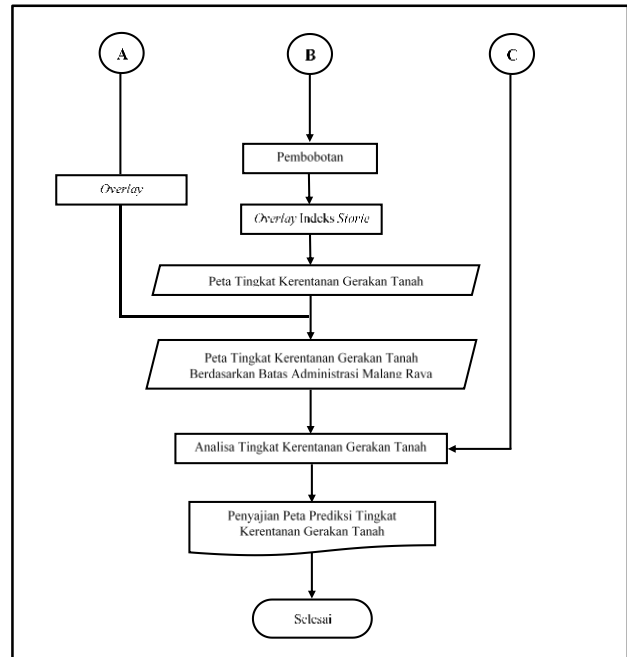 A
B
C
Pembobotan
Overlay
Overlay Indeks Storie
Peta Tingkat Kerentanan Gerakan Tanah
Peta Tingkat Kerentanan Gerakan Tanah
Berdasarkan Batas Administrasi Malang Raya
Analisa Tingkat Kerentanan Gerakan Tanah
Penyajian Peta Prediksi Tingkat
Kerentanan Gerakan Tanah
Selesai